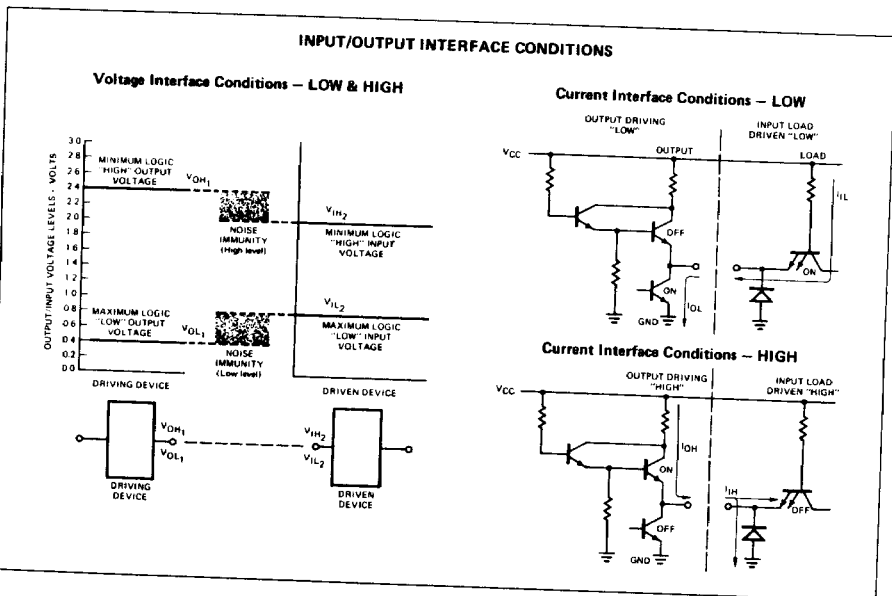 INPUT/OUTPUT INTERFACE CONDITIONS
Voltage Interface Conditions — LOW & HIGH
OUTPUT/INPUT VOLTAGE LEVELS - VOLTS
3.0
2.8
2.6
2.4
2.2
2.0
1.8
1.6
1.4
1.2
1.0
0.8
0.6
0.4
0.2
0.0
MINIMUM LOGIC
"HIGH" OUTPUT
VOLTAGE
VOH1
NOISE
IMMUNITY
(High level)
VIH2
MINIMUM LOGIC
"HIGH" INPUT
VOLTAGE
MAXIMUM LOGIC
"LOW" OUTPUT
VOLTAGE
VOL1
NOISE
IMMUNITY
(Low level)
VIL2
MAXIMUM LOGIC
"LOW" INPUT
VOLTAGE
DRIVING DEVICE
DRIVEN DEVICE
VOH1
VOL1
VIH2
VIL2
DRIVING
DEVICE
DRIVEN
DEVICE
Current Interface Conditions — LOW
OUTPUT DRIVING
"LOW"
INPUT LOAD
DRIVEN "LOW"
VCC
OUTPUT
LOAD
IIL
OFF
ON
ON
GND
IOL
Current Interface Conditions — HIGH
OUTPUT DRIVING
"HIGH"
INPUT LOAD
DRIVEN "HIGH"
VCC
IOH
ON
IIH
OFF
OFF
GND